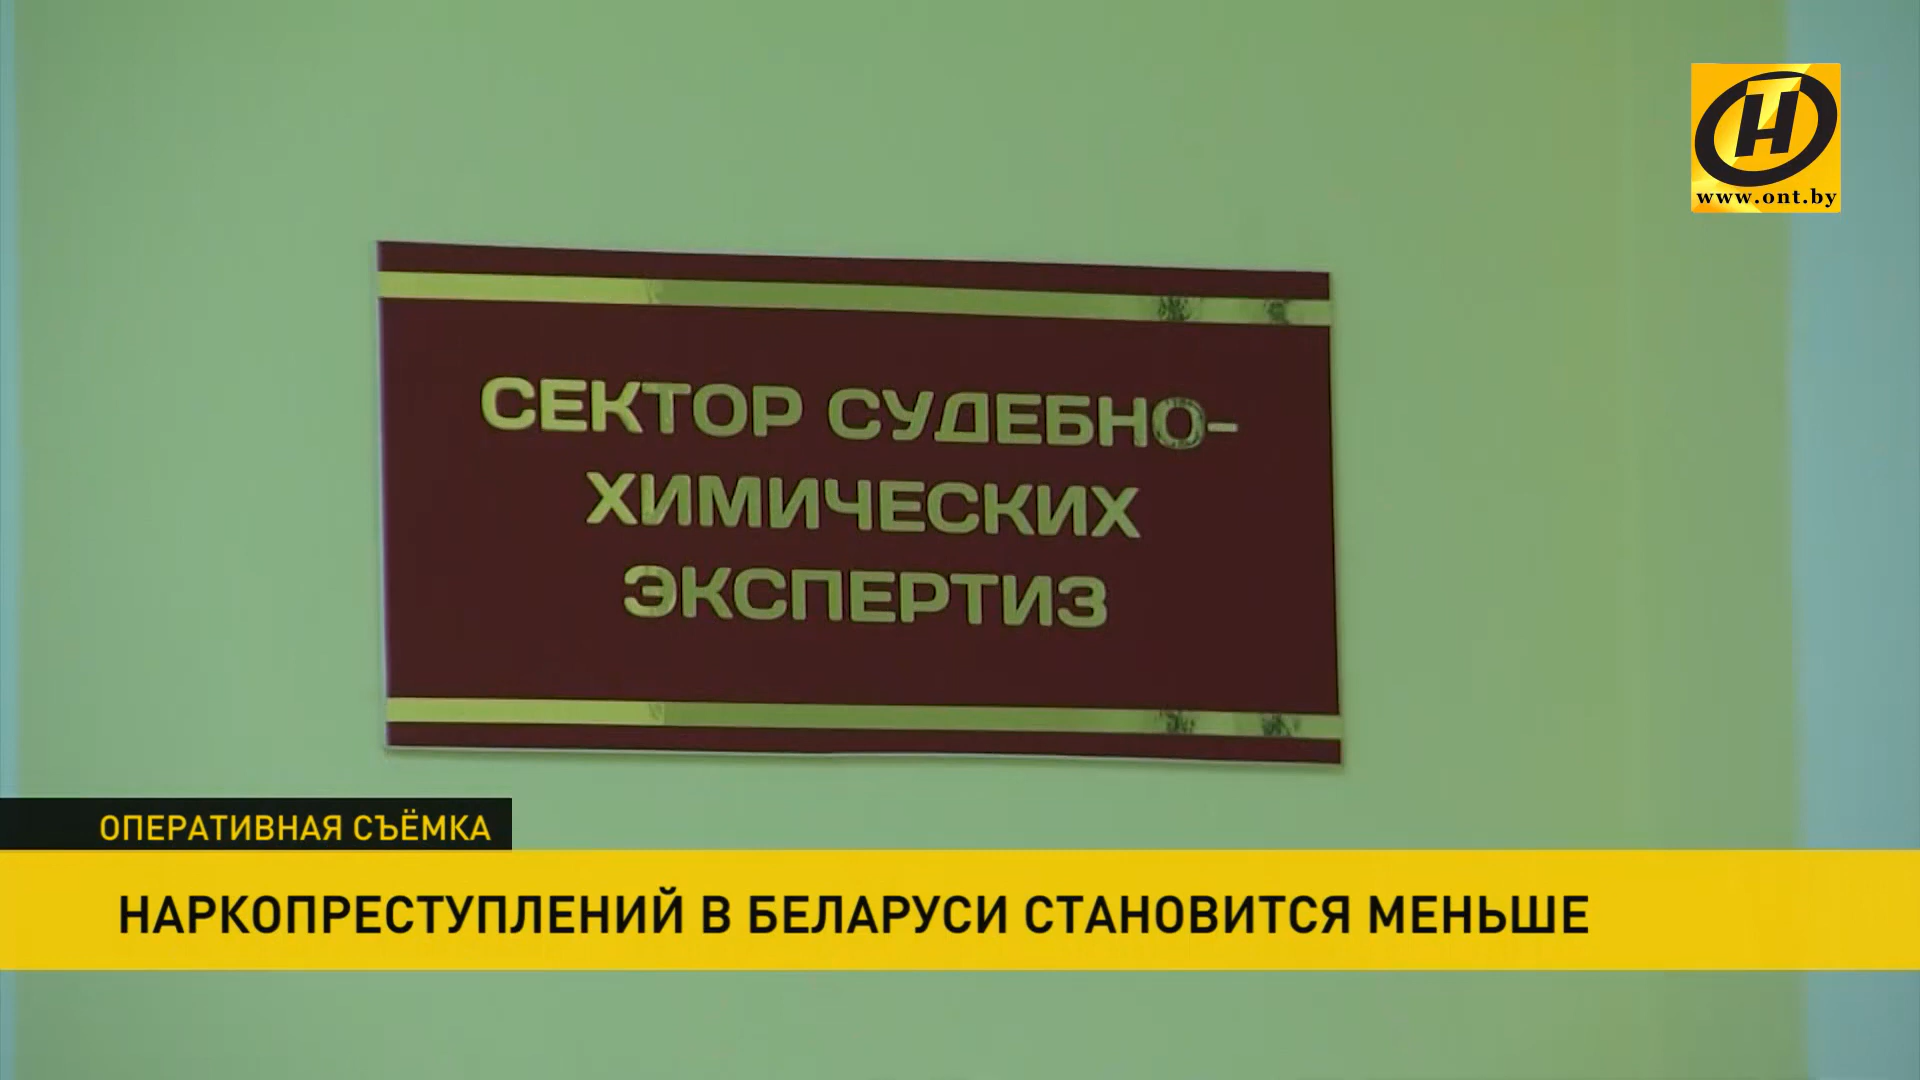 Н
www.ont.by
СЕКТОР СУДЕБНО-
ХИМИЧЕСКИХ
ЭКСПЕРТИЗ
ОПЕРАТИВНАЯ СЪЁМКА
НАРКОПРЕСТУПЛЕНИЙ В БЕЛАРУСИ СТАНОВИТСЯ МЕНЬШЕ